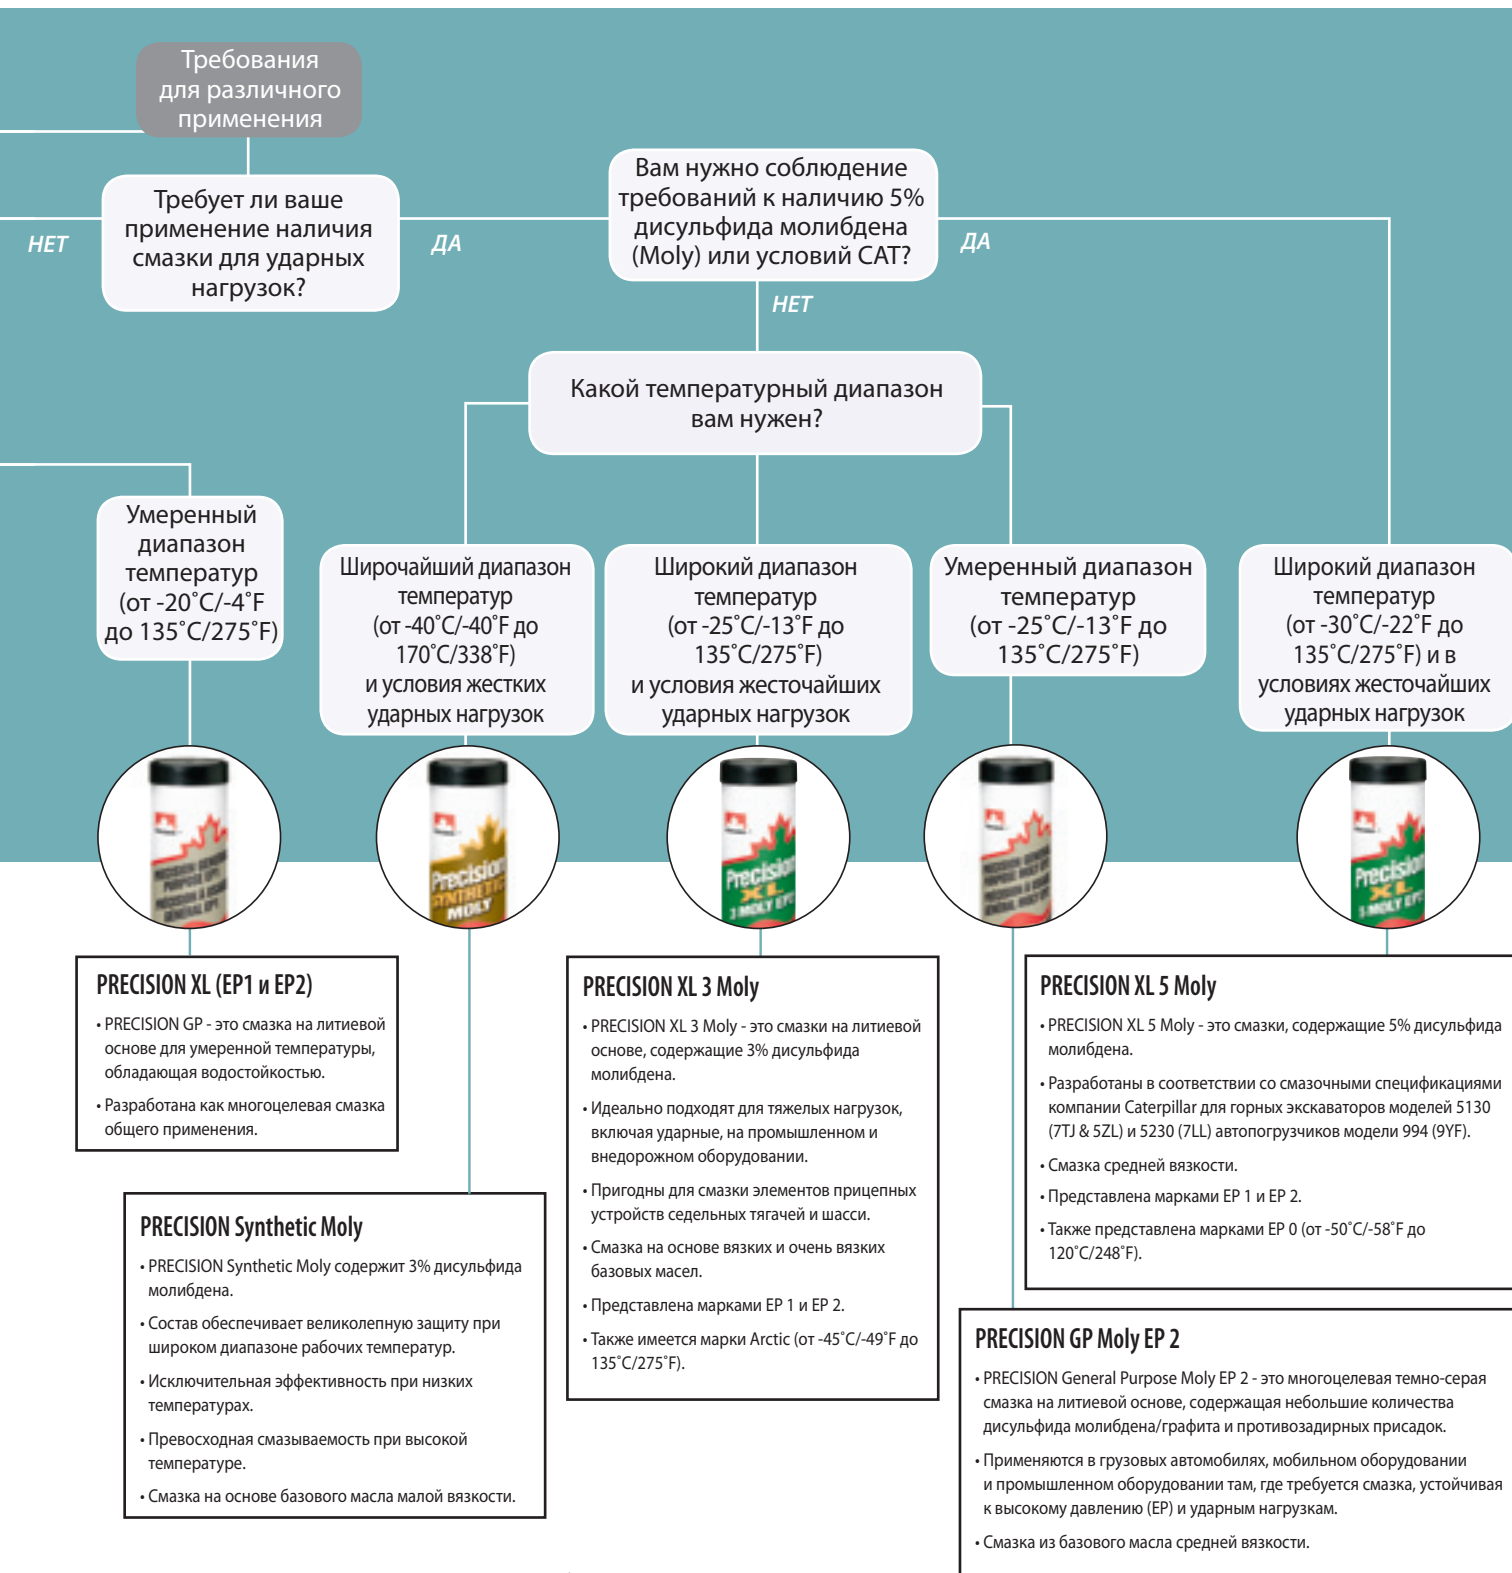 Требования
для различного
применения
Требует ли ваше
применение наличия
смазки для ударных
нагрузок?
НЕТ
ДА
Вам нужно соблюдение
требований к наличию 5%
дисульфида молибдена
(Moly) или условий CAT?
ДА
НЕТ
Какой температурный диапазон
вам нужен?
Умеренный
диапазон
температур
(от -20˚C/-4˚F
до 135˚C/275˚F)
Широчайший диапазон
температур
(от -40˚C/-40˚F до
170˚C/338˚F)
и условия жестких
ударных нагрузок
Широкий диапазон
температур
(от -25˚C/-13˚F до
135˚C/275˚F)
и условия жесточайших
ударных нагрузок
Умеренный диапазон
температур
(от -25˚C/-13˚F до
135˚C/275˚F)
Широкий диапазон
температур
(от -30˚C/-22˚F до
135˚C/275˚F) и в
условиях жесточайших
ударных нагрузок
PRECISION GENERAL
PURPOSE EP1
Precision
SYNTHETIC
MOLY
Precision
XL
3 MOLY EP2
PRECISION GENERAL
PURPOSE MOLY EP2
Precision
XL
5 MOLY EP2
PRECISION XL (EP1 и EP2)
• PRECISION GP - это смазка на литиевой
основе для умеренной температуры,
обладающая водостойкостью.
• Разработана как многоцелевая смазка
общего применения.
PRECISION Synthetic Moly
• PRECISION Synthetic Moly содержит 3% дисульфида
молибдена.
• Состав обеспечивает великолепную защиту при
широком диапазоне рабочих температур.
• Исключительная эффективность при низких
температурах.
• Превосходная смазываемость при высокой
температуре.
• Смазка на основе базового масла малой вязкости.
PRECISION XL 3 Moly
• PRECISION XL 3 Moly - это смазки на литиевой
основе, содержащие 3% дисульфида
молибдена.
• Идеально подходят для тяжелых нагрузок,
включая ударные, на промышленном и
внедорожном оборудовании.
• Пригодны для смазки элементов прицепных
устройств седельных тягачей и шасси.
• Смазка на основе вязких и очень вязких
базовых масел.
• Представлена марками EP 1 и EP 2.
• Также имеется марки Arctic (от -45˚C/-49˚F до
135˚C/275˚F).
PRECISION XL 5 Moly
• PRECISION XL 5 Moly - это смазки, содержащие 5% дисульфида
молибдена.
• Разработаны в соответствии со смазочными спецификациями
компании Caterpillar для горных экскаваторов моделей 5130
(7TJ & 5ZL) и 5230 (7LL) автопогрузчиков модели 994 (9YF).
• Смазка средней вязкости.
• Представлена марками EP 1 и EP 2.
• Также представлена марками EP 0 (от -50˚C/-58˚F до
120˚C/248˚F).
PRECISION GP Moly EP 2
• PRECISION General Purpose Moly EP 2 - это многоцелевая темно-серая
смазка на литиевой основе, содержащая небольшие количества
дисульфида молибдена/графита и противозадирных присадок.
• Применяются в грузовых автомобилях, мобильном оборудовании
и промышленном оборудовании там, где требуется смазка, устойчивая
к высокому давлению (EP) и ударным нагрузкам.
• Смазка из базового масла средней вязкости.